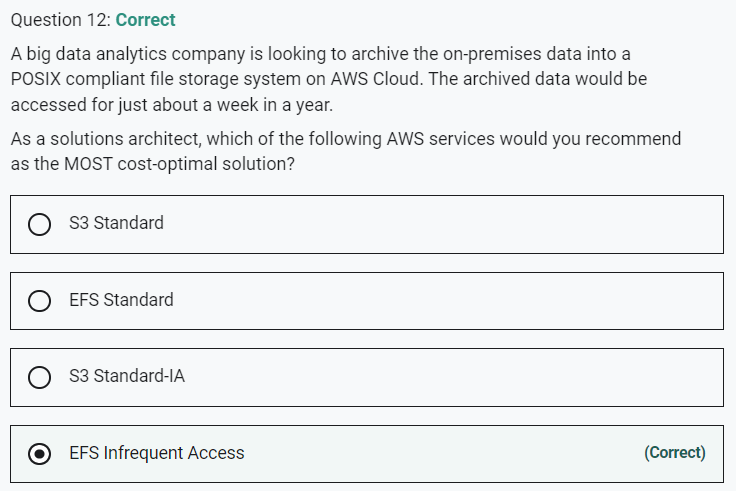 Question 12: Correct
A big data analytics company is looking to archive the on-premises data into a
POSIX compliant file storage system on AWS Cloud. The archived data would be
accessed for just about a week in a year.
As a solutions architect, which of the following AWS services would you recommend
as the MOST cost-optimal solution?
S3 Standard
EFS Standard
S3 Standard-IA
EFS Infrequent Access (Correct)